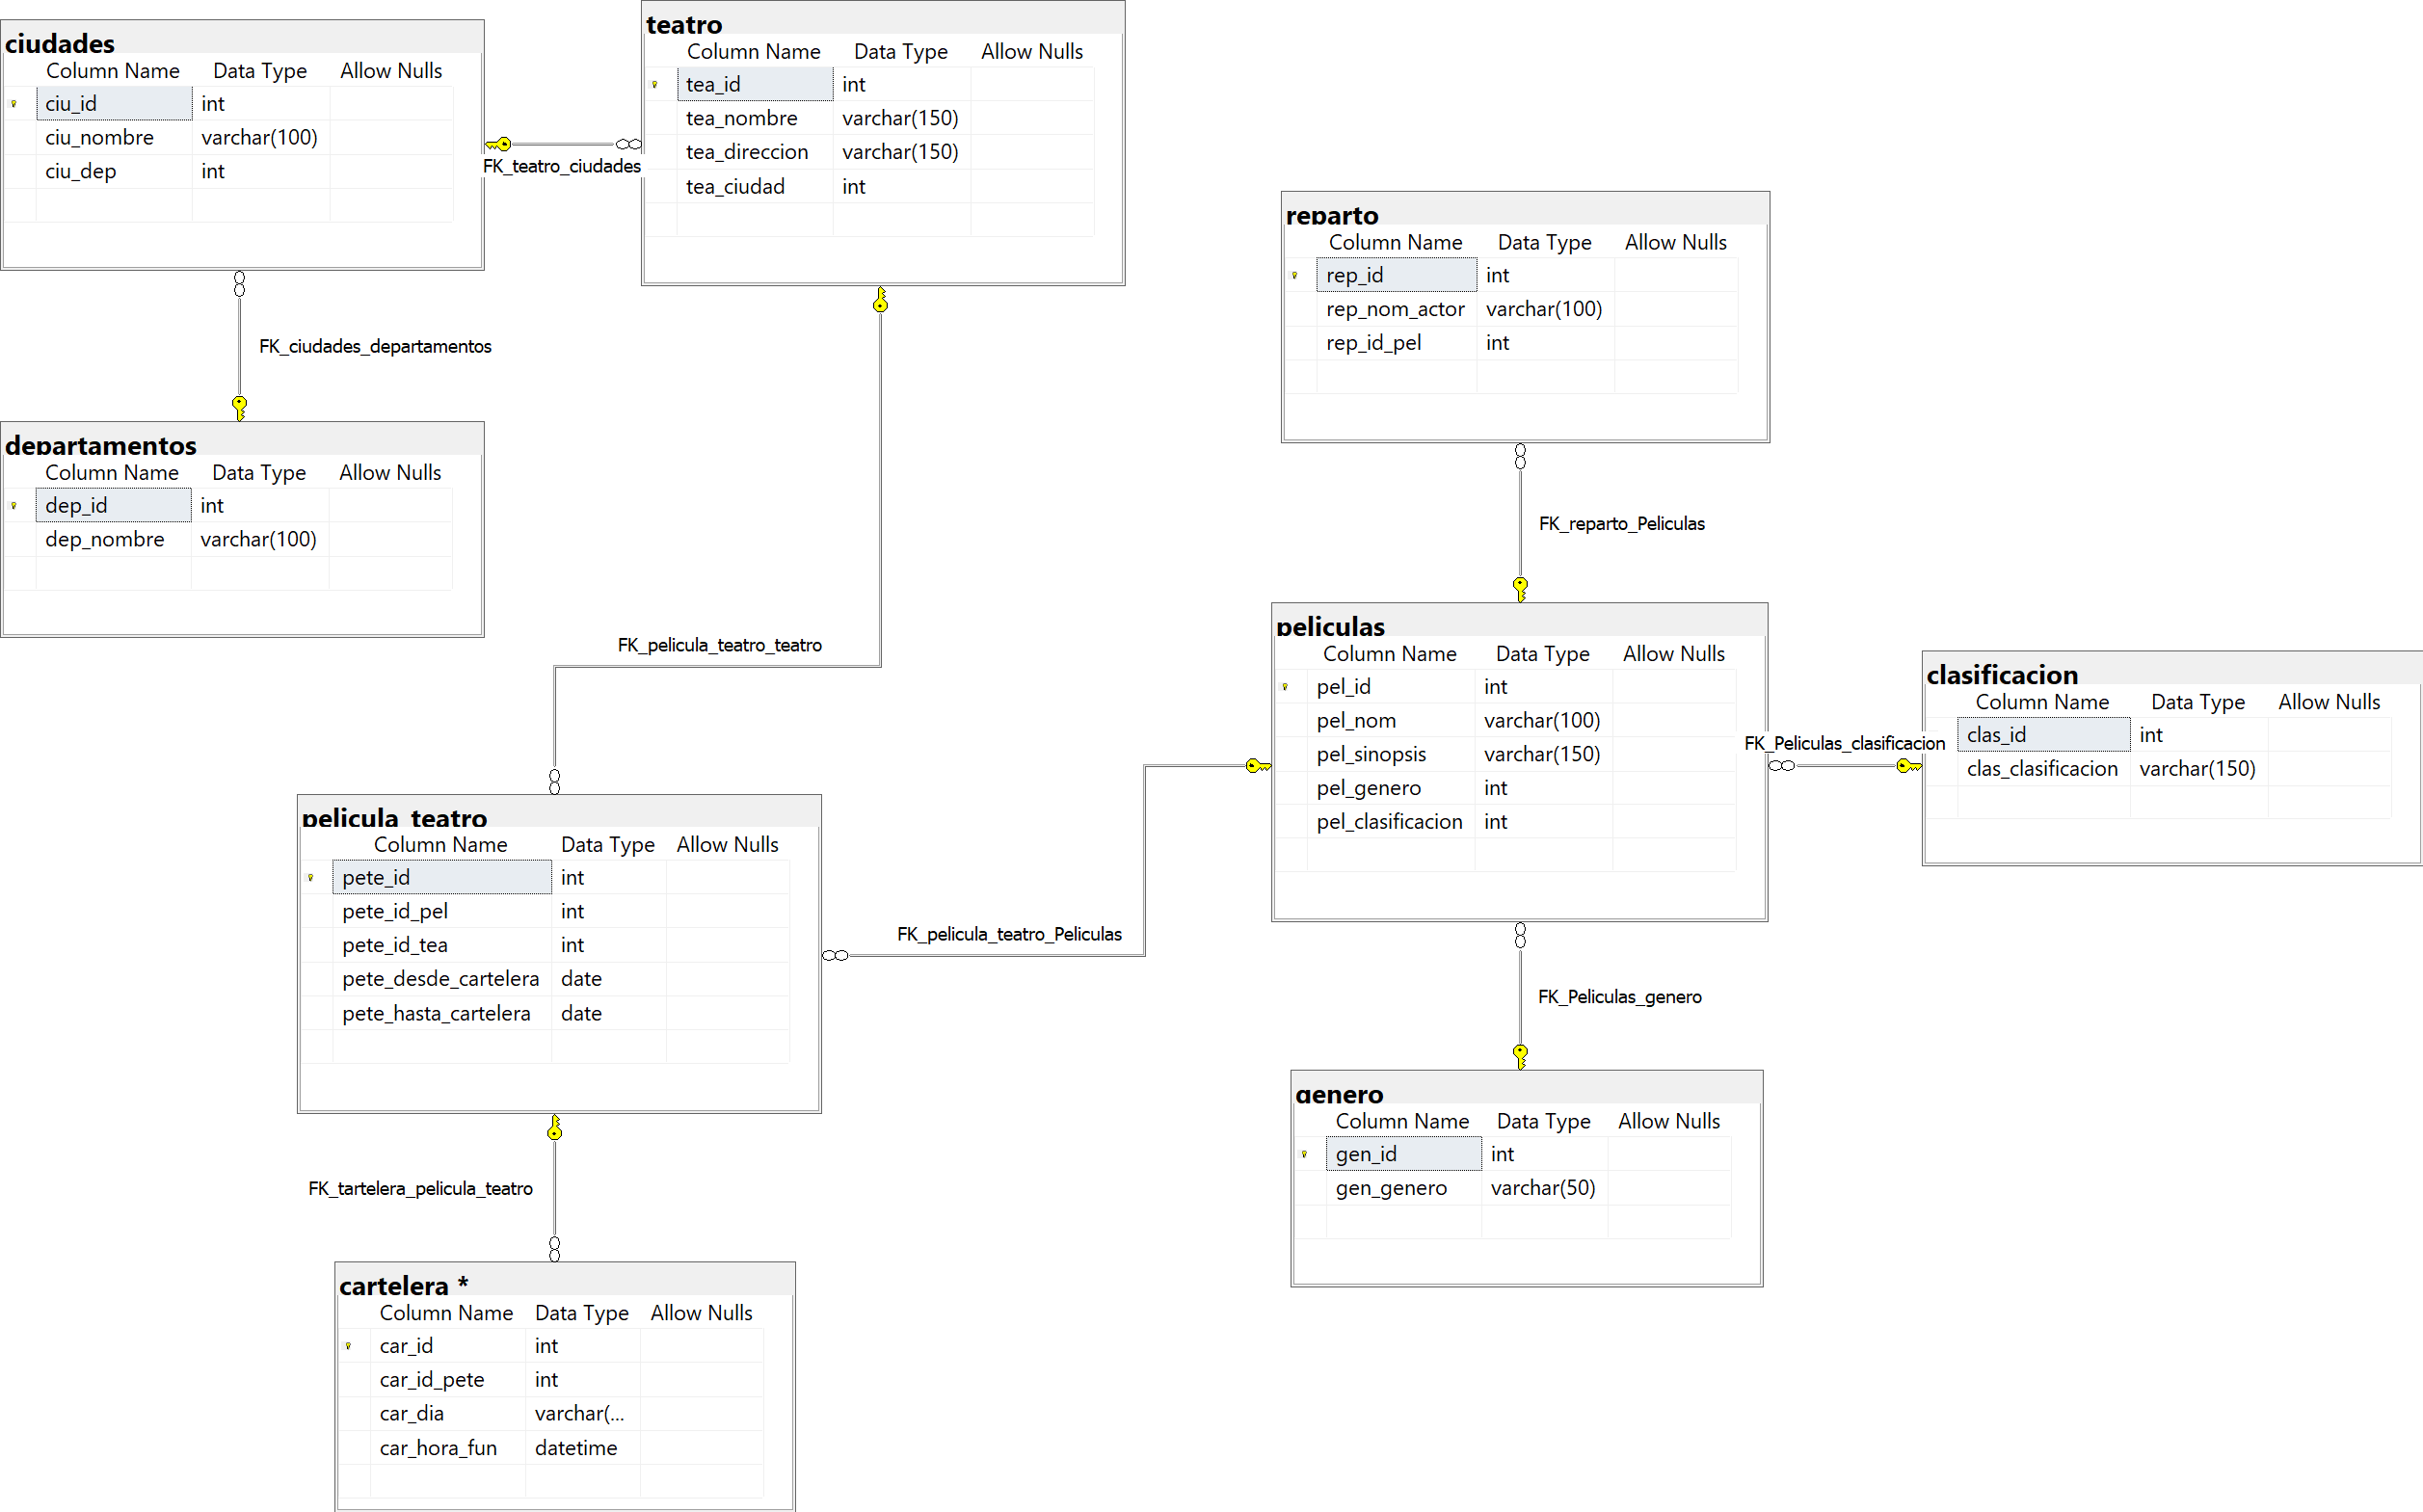 ciudades
Column Name Data Type Allow Nulls
ciu_id int
ciu_nombre varchar(100)
ciu_dep int
FK_teatro_ciudades
teatro
Column Name Data Type Allow Nulls
tea_id int
tea_nombre varchar(150)
tea_direccion varchar(150)
tea_ciudad int
reparto
Column Name Data Type Allow Nulls
rep_id int
rep_nom_actor varchar(100)
rep_id_pel int
FK_ciudades_departamentos
departamentos
Column Name Data Type Allow Nulls
dep_id int
dep_nombre varchar(100)
FK_reparto_Peliculas
FK_pelicula_teatro_teatro
peliculas
Column Name Data Type Allow Nulls
pel_id int
pel_nom varchar(100)
pel_sinopsis varchar(150)
pel_genero int
pel_clasificacion int
FK_Peliculas_clasificacion
clasificacion
Column Name Data Type Allow Nulls
clas_id int
clas_clasificacion varchar(150)
pelicula_teatro
Column Name Data Type Allow Nulls
pete_id int
pete_id_pel int
pete_id_tea int
pete_desde_cartelera date
pete_hasta_cartelera date
FK_pelicula_teatro_Peliculas
FK_Peliculas_genero
genero
Column Name Data Type Allow Nulls
gen_id int
gen_genero varchar(50)
FK_tartelera_pelicula_teatro
cartelera *
Column Name Data Type Allow Nulls
car_id int
car_id_pete int
car_dia varchar(...
car_hora_fun datetime